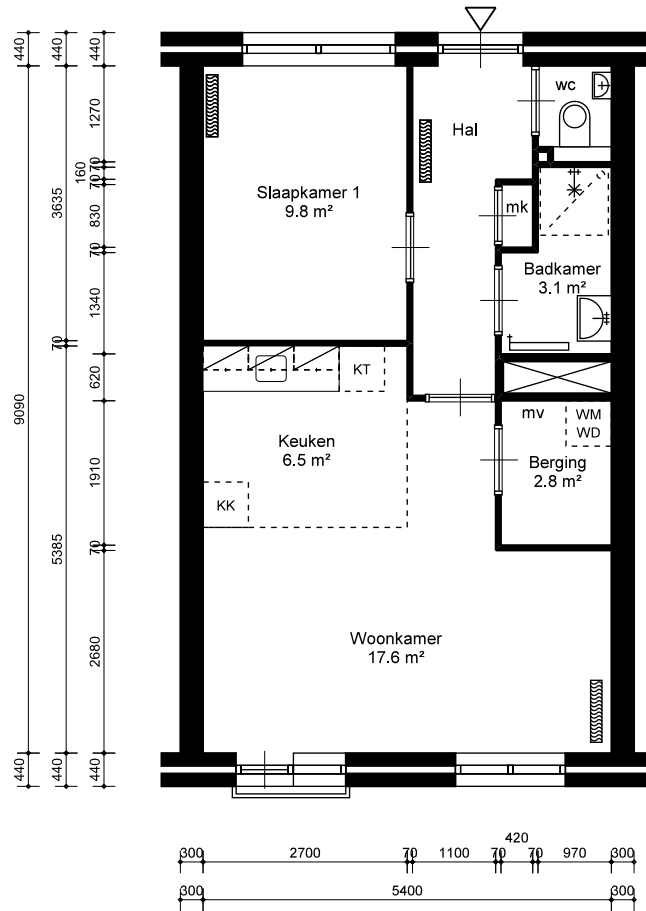 wc
Hal
Slaapkamer 1
9.8 m²
mk
Badkamer
3.1 m²
KT
mv
WM
WD
Keuken
6.5 m²
Berging
2.8 m²
KK
Woonkamer
17.6 m²
440
9090
440
440
3635
70
5385
440
440
1270
70
160
70
830
70
1340
620
1910
70
2680
440
420
300
2700
70
1100
70
70
970
300
300
5400
300